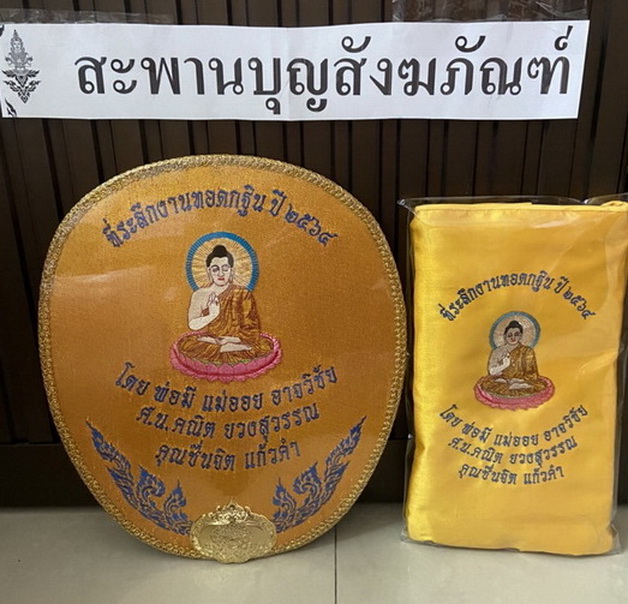 สะพานบุญสังฆภัณฑ์
ที่ระลึกงานทอดกฐิน ปี ๒๕๖๔
โดย พ่อมี แม่ออย อาจวิชัย
ศ.น.คณิต ยวงสุวรรณ
คุณชื่นจิต แก้วคำ
ที่ระลึกงานทอดกฐิน ปี ๒๕๖๔
โดย พ่อมี แม่ออย อาจวิชัย
ศ.น.คณิต ยวงสุวรรณ
คุณชื่นจิต แก้วคำ